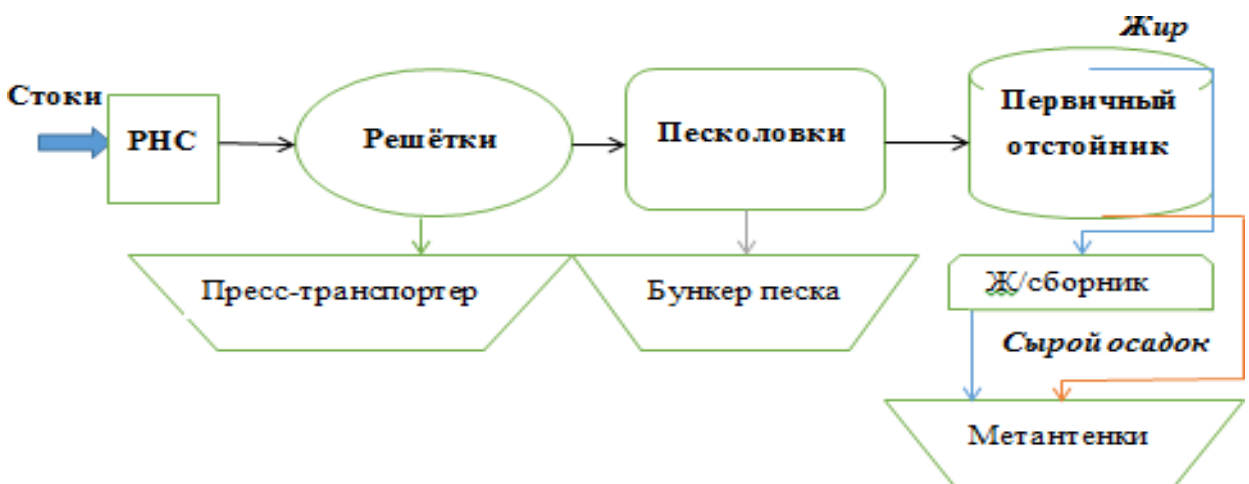 Жир
Стоки
РНС
Решётки
Песколовки
Первичный
отстойник
Пресс-транспортер
Бункер песка
Ж/сборник
Сырой осадок
Метантенки